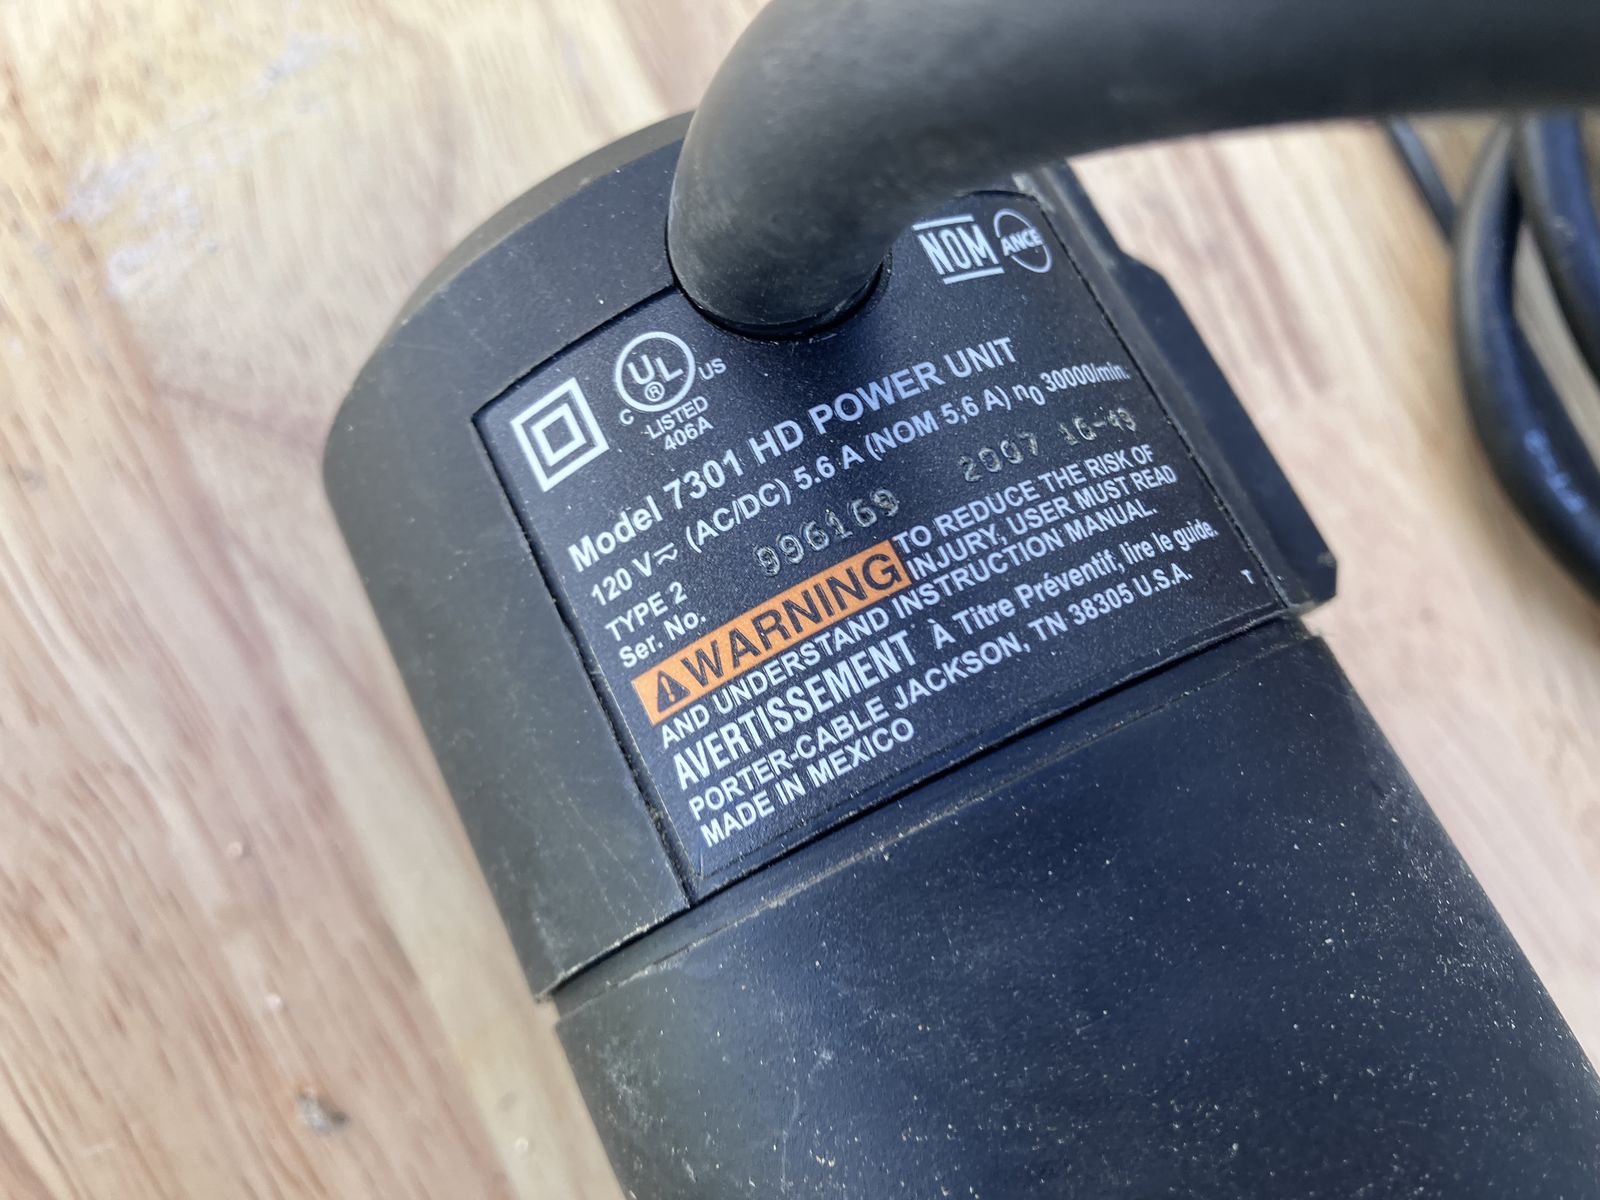 NOM ANCE
C UL ® US
LISTED
406A
Model 7301 HD POWER UNIT
120 V ⎓ (AC/DC) 5.6 A (NOM 5,6 A) n0 30000/min.
TYPE 2
Ser. No. 996169 2007 16-49
⚠ WARNING TO REDUCE THE RISK OF
INJURY, USER MUST READ
AND UNDERSTAND INSTRUCTION MANUAL.
AVERTISSEMENT À Titre Préventif, lire le guide.
PORTER-CABLE JACKSON, TN 38305 U.S.A.
MADE IN MEXICO
T